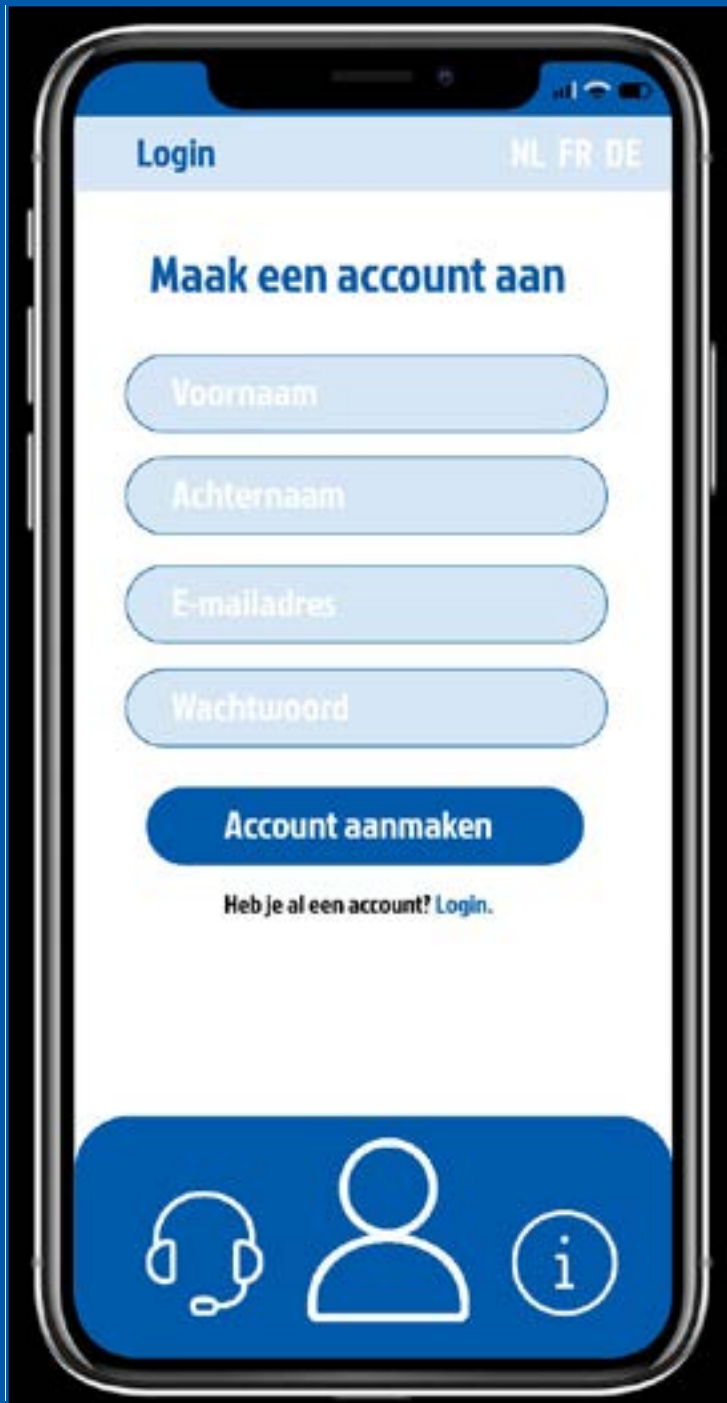 Login
NL FR DE
Maak een account aan
Voornaam
Achternaam
E-mailadres
Wachtwoord
Account aanmaken
Heb je al een account? Login.
i